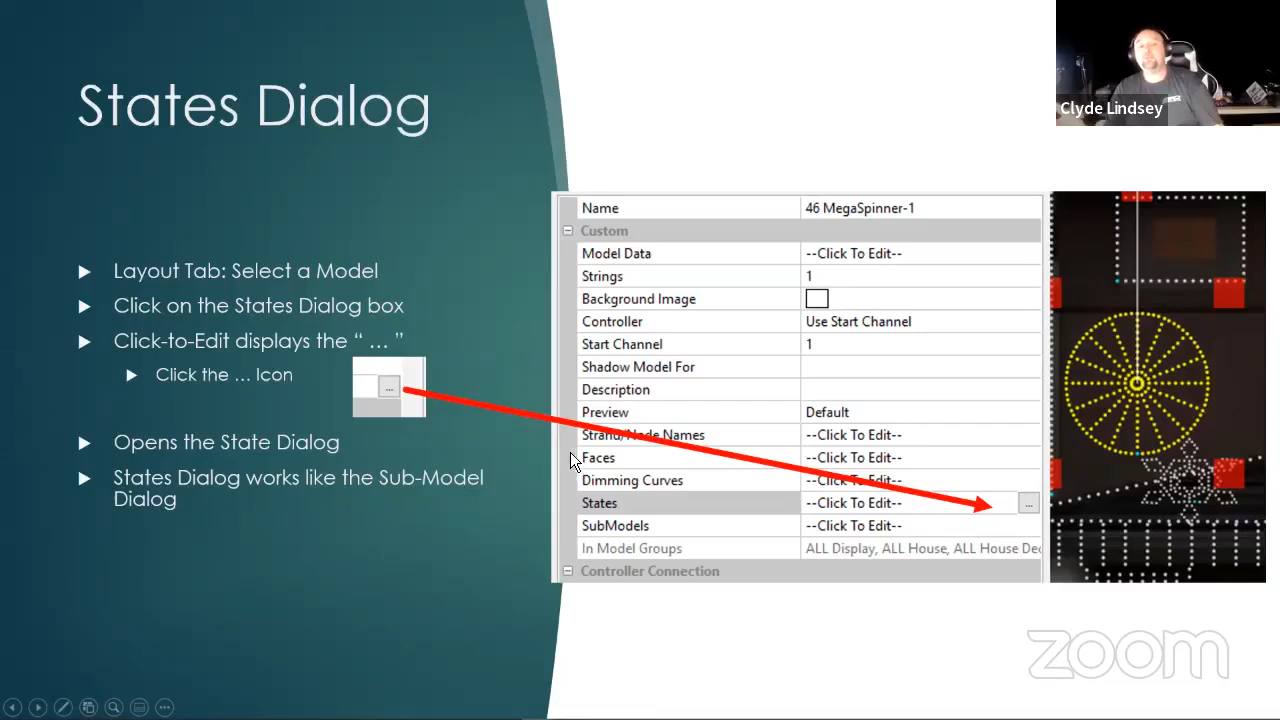 States Dialog
Layout Tab: Select a Model
Click on the States Dialog box
Click-to-Edit displays the “ … ”
Click the … Icon
...
Opens the State Dialog
States Dialog works like the Sub-Model
Dialog
Clyde Lindsey
Name 46 MegaSpinner-1
Custom
Model Data --Click To Edit--
Strings 1
Background Image
Controller Use Start Channel
Start Channel 1
Shadow Model For
Description
Preview Default
Strand/Node Names --Click To Edit--
Faces --Click To Edit--
Dimming Curves --Click To Edit--
States --Click To Edit-- ...
SubModels --Click To Edit--
In Model Groups ALL Display, ALL House, ALL House Dec
Controller Connection
zoom